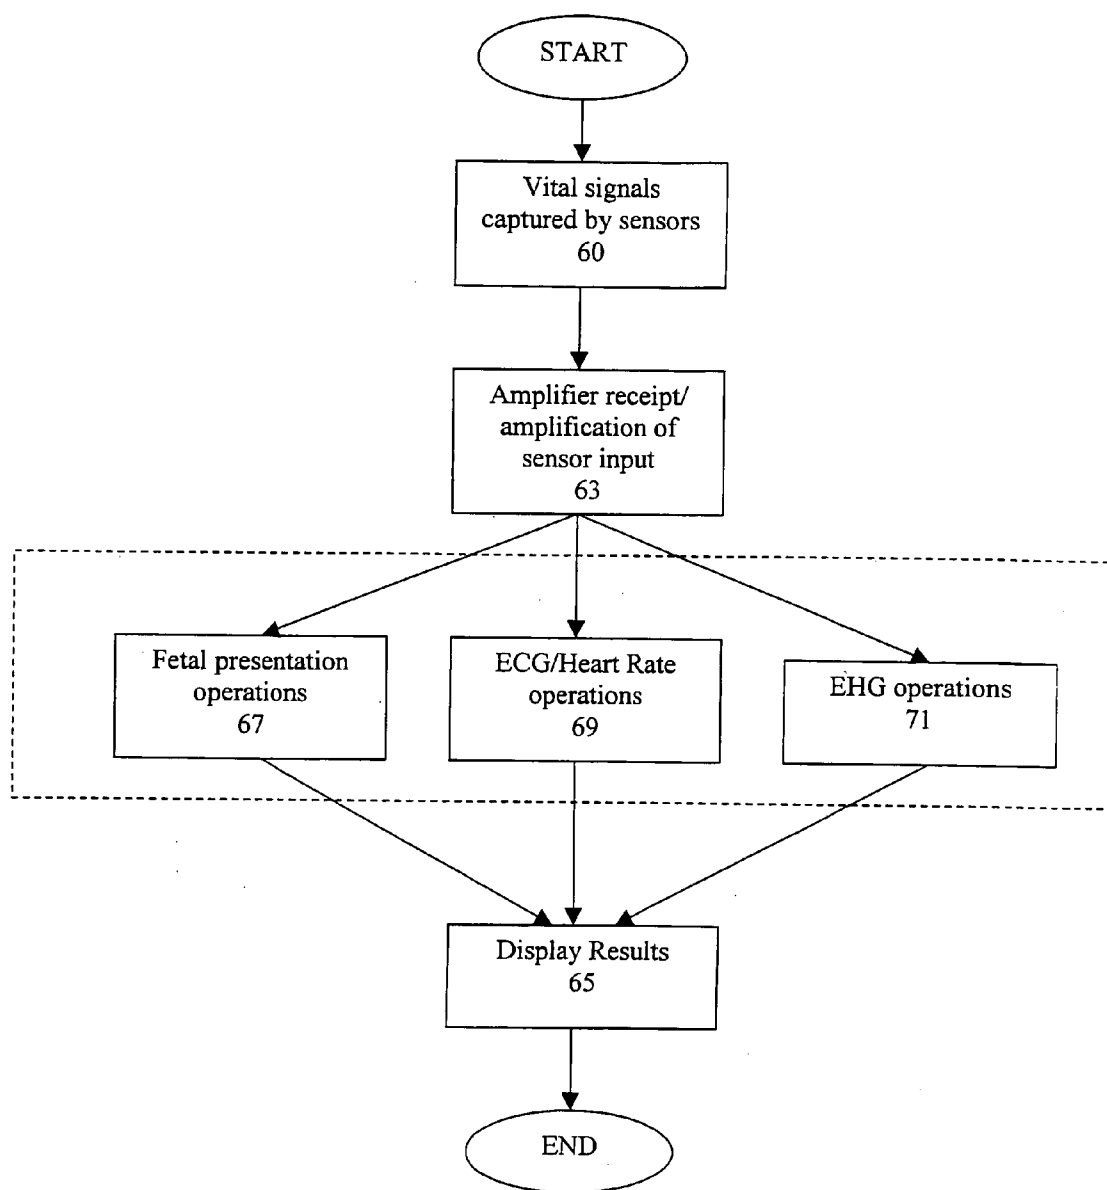 START
Vital signals
captured by sensors
60
Amplifier receipt/
amplification of
sensor input
63
Fetal presentation
operations
67
ECG/Heart Rate
operations
69
EHG operations
71
Display Results
65
END